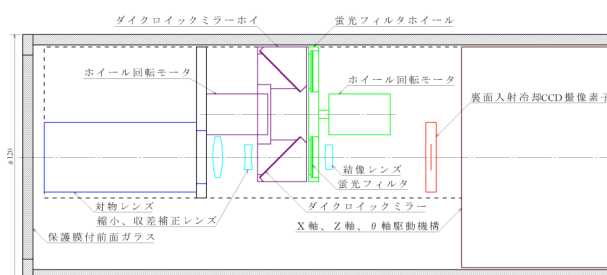 ダイクロイックミラーホイ
蛍光フィルタホイール
ホイール回転モータ
ホイール回転モータ
裏面入射冷却CCD撮像素子
φ120
結像レンズ
蛍光フィルタ
対物レンズ
ダイクロイックミラー
縮小、収差補正レンズ
X軸、Z軸、θ軸駆動機構
保護膜付前面ガラス